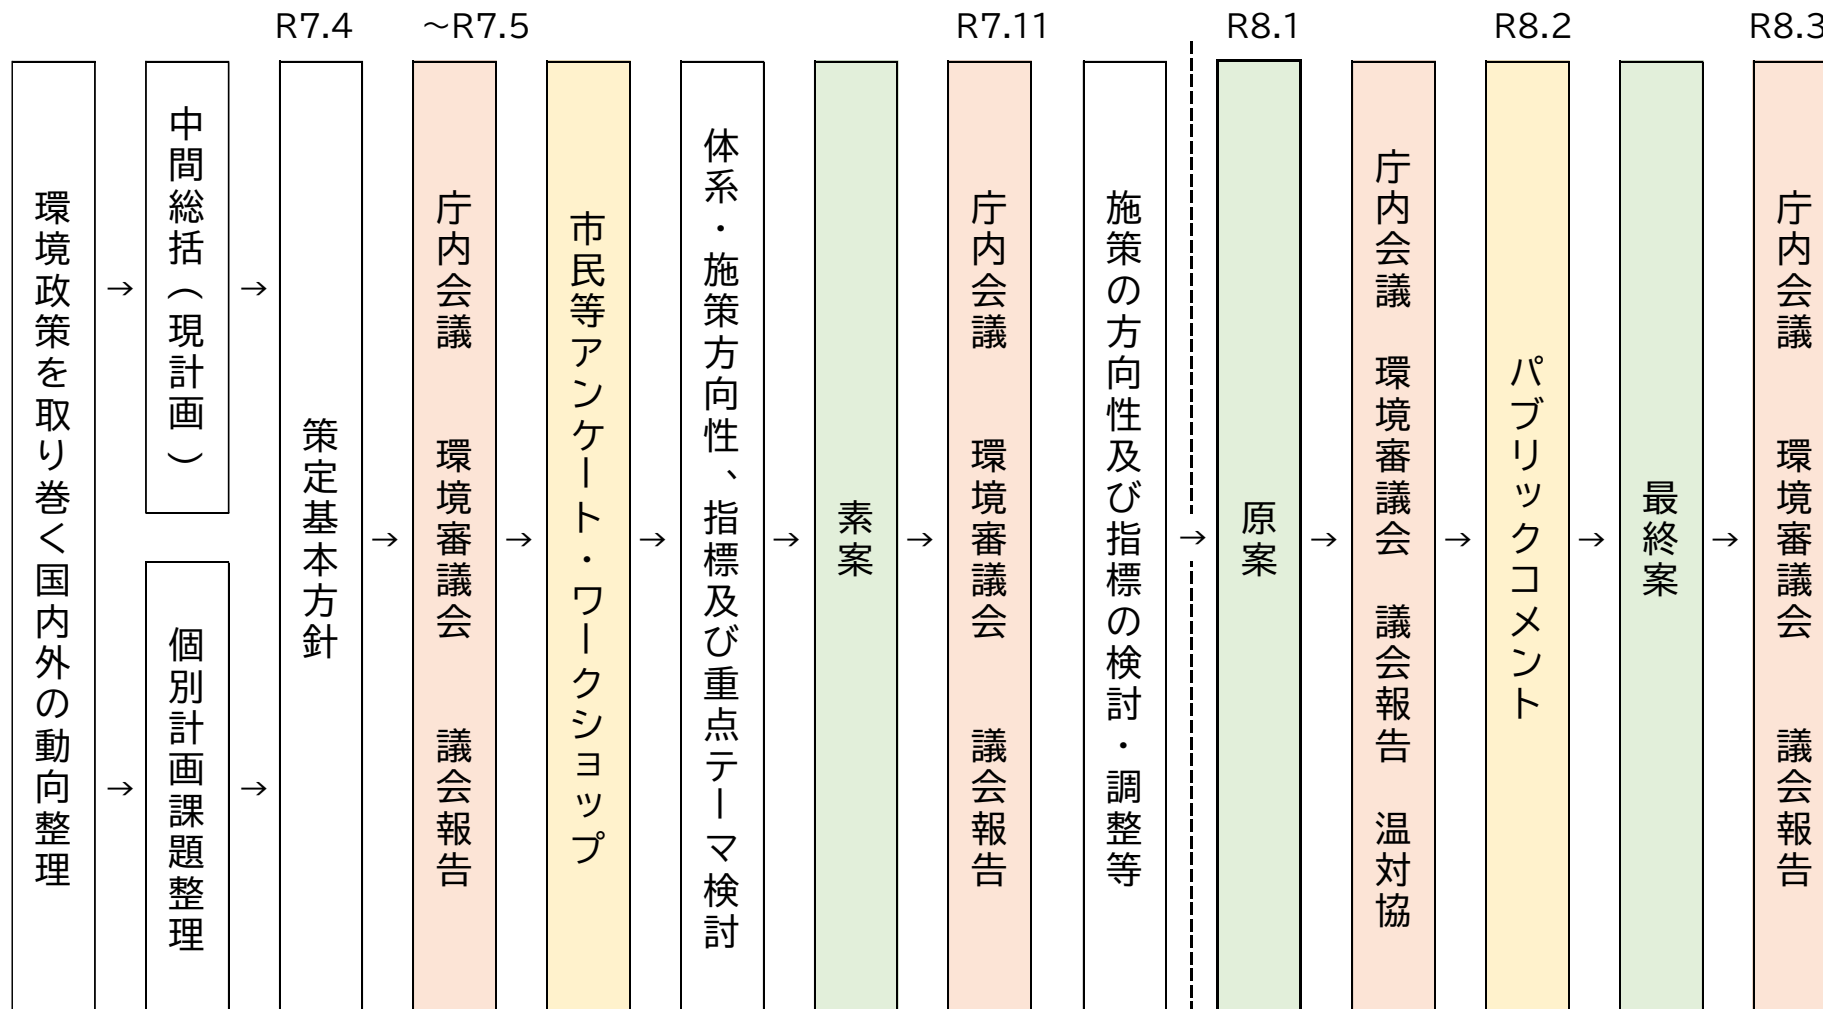 R7.4
～R7.5
R7.11
R8.1
R8.2
R8.3
環境政策を取り巻く国内外の動向整理
→
→
中間総括（現計画）
個別計画課題整理
→
→
策定基本方針
→
庁内会議　環境審議会　議会報告
→
市民等アンケート・ワークショップ
→
体系・施策方向性、指標及び重点テーマ検討
→
素案
→
庁内会議　環境審議会　議会報告
施策の方向性及び指標の検討・調整等
→
原案
→
庁内会議　環境審議会　議会報告　温対協
→
パブリックコメント
→
最終案
→
庁内会議　環境審議会　議会報告